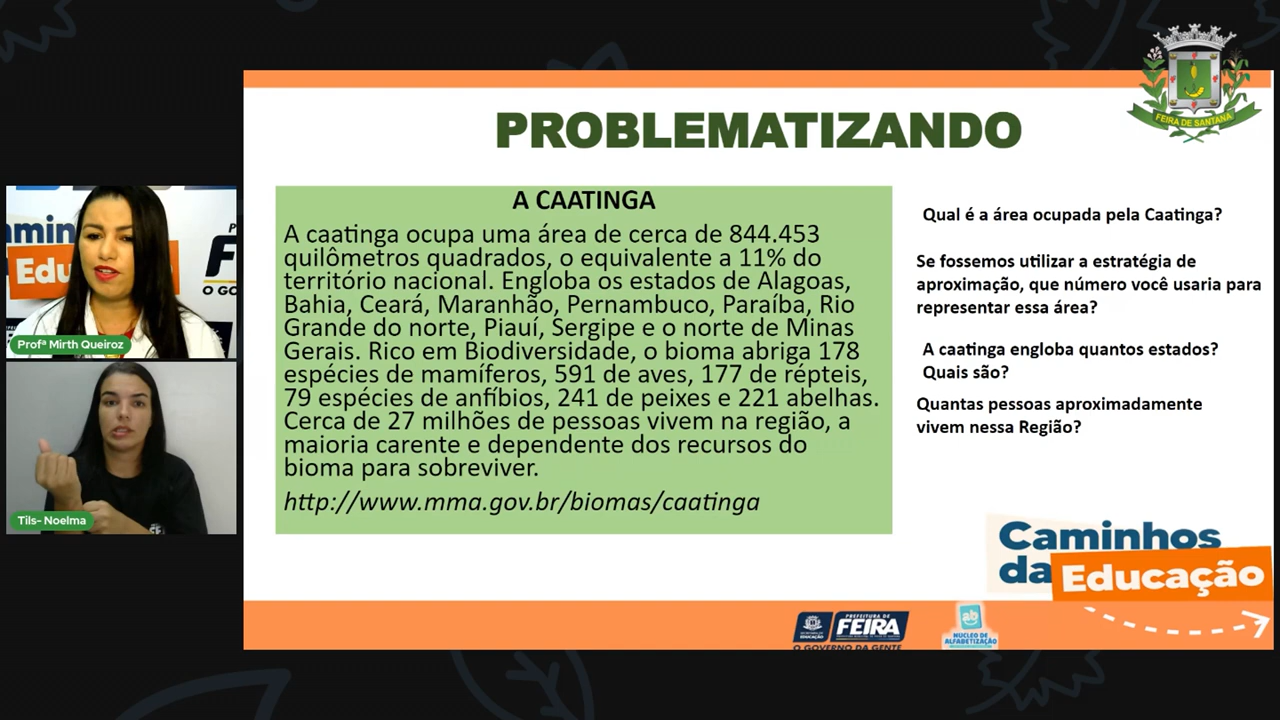 FEIRA DE SANTANA
PROBLEMATIZANDO
A CAATINGA
A caatinga ocupa uma área de cerca de 844.453
quilômetros quadrados, o equivalente a 11% do
território nacional. Engloba os estados de Alagoas,
Bahia, Ceará, Maranhão, Pernambuco, Paraíba, Rio
Grande do norte, Piauí, Sergipe e o norte de Minas
Gerais. Rico em Biodiversidade, o bioma abriga 178
espécies de mamíferos, 591 de aves, 177 de répteis,
79 espécies de anfíbios, 241 de peixes e 221 abelhas.
Cerca de 27 milhões de pessoas vivem na região, a
maioria carente e dependente dos recursos do
bioma para sobreviver.
http://www.mma.gov.br/biomas/caatinga
Qual é a área ocupada pela Caatinga?
Se fossemos utilizar a estratégia de
aproximação, que número você usaria para
representar essa área?
A caatinga engloba quantos estados?
Quais são?
Quantas pessoas aproximadamente
vivem nessa Região?
Profª Mirth Queiroz
Tils- Noelma
Caminhos
da Educação
PREFEITURA DE
FEIRA
O GOVERNO DA GENTE
ab
NÚCLEO DE
ALFABETIZAÇÃO